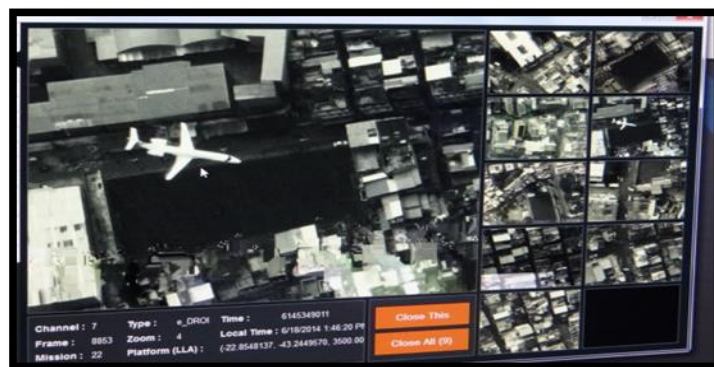 Channel : 7 Type : e_DROI Time : 6145349011
Frame : 8853 Zoom : 4 Local Time : 6/18/2014 1:46:20 PM
Mission : 22 Platform (LLA) : (-22.8548137, -43.2449570, 3500.00
Close This
Close All (9)